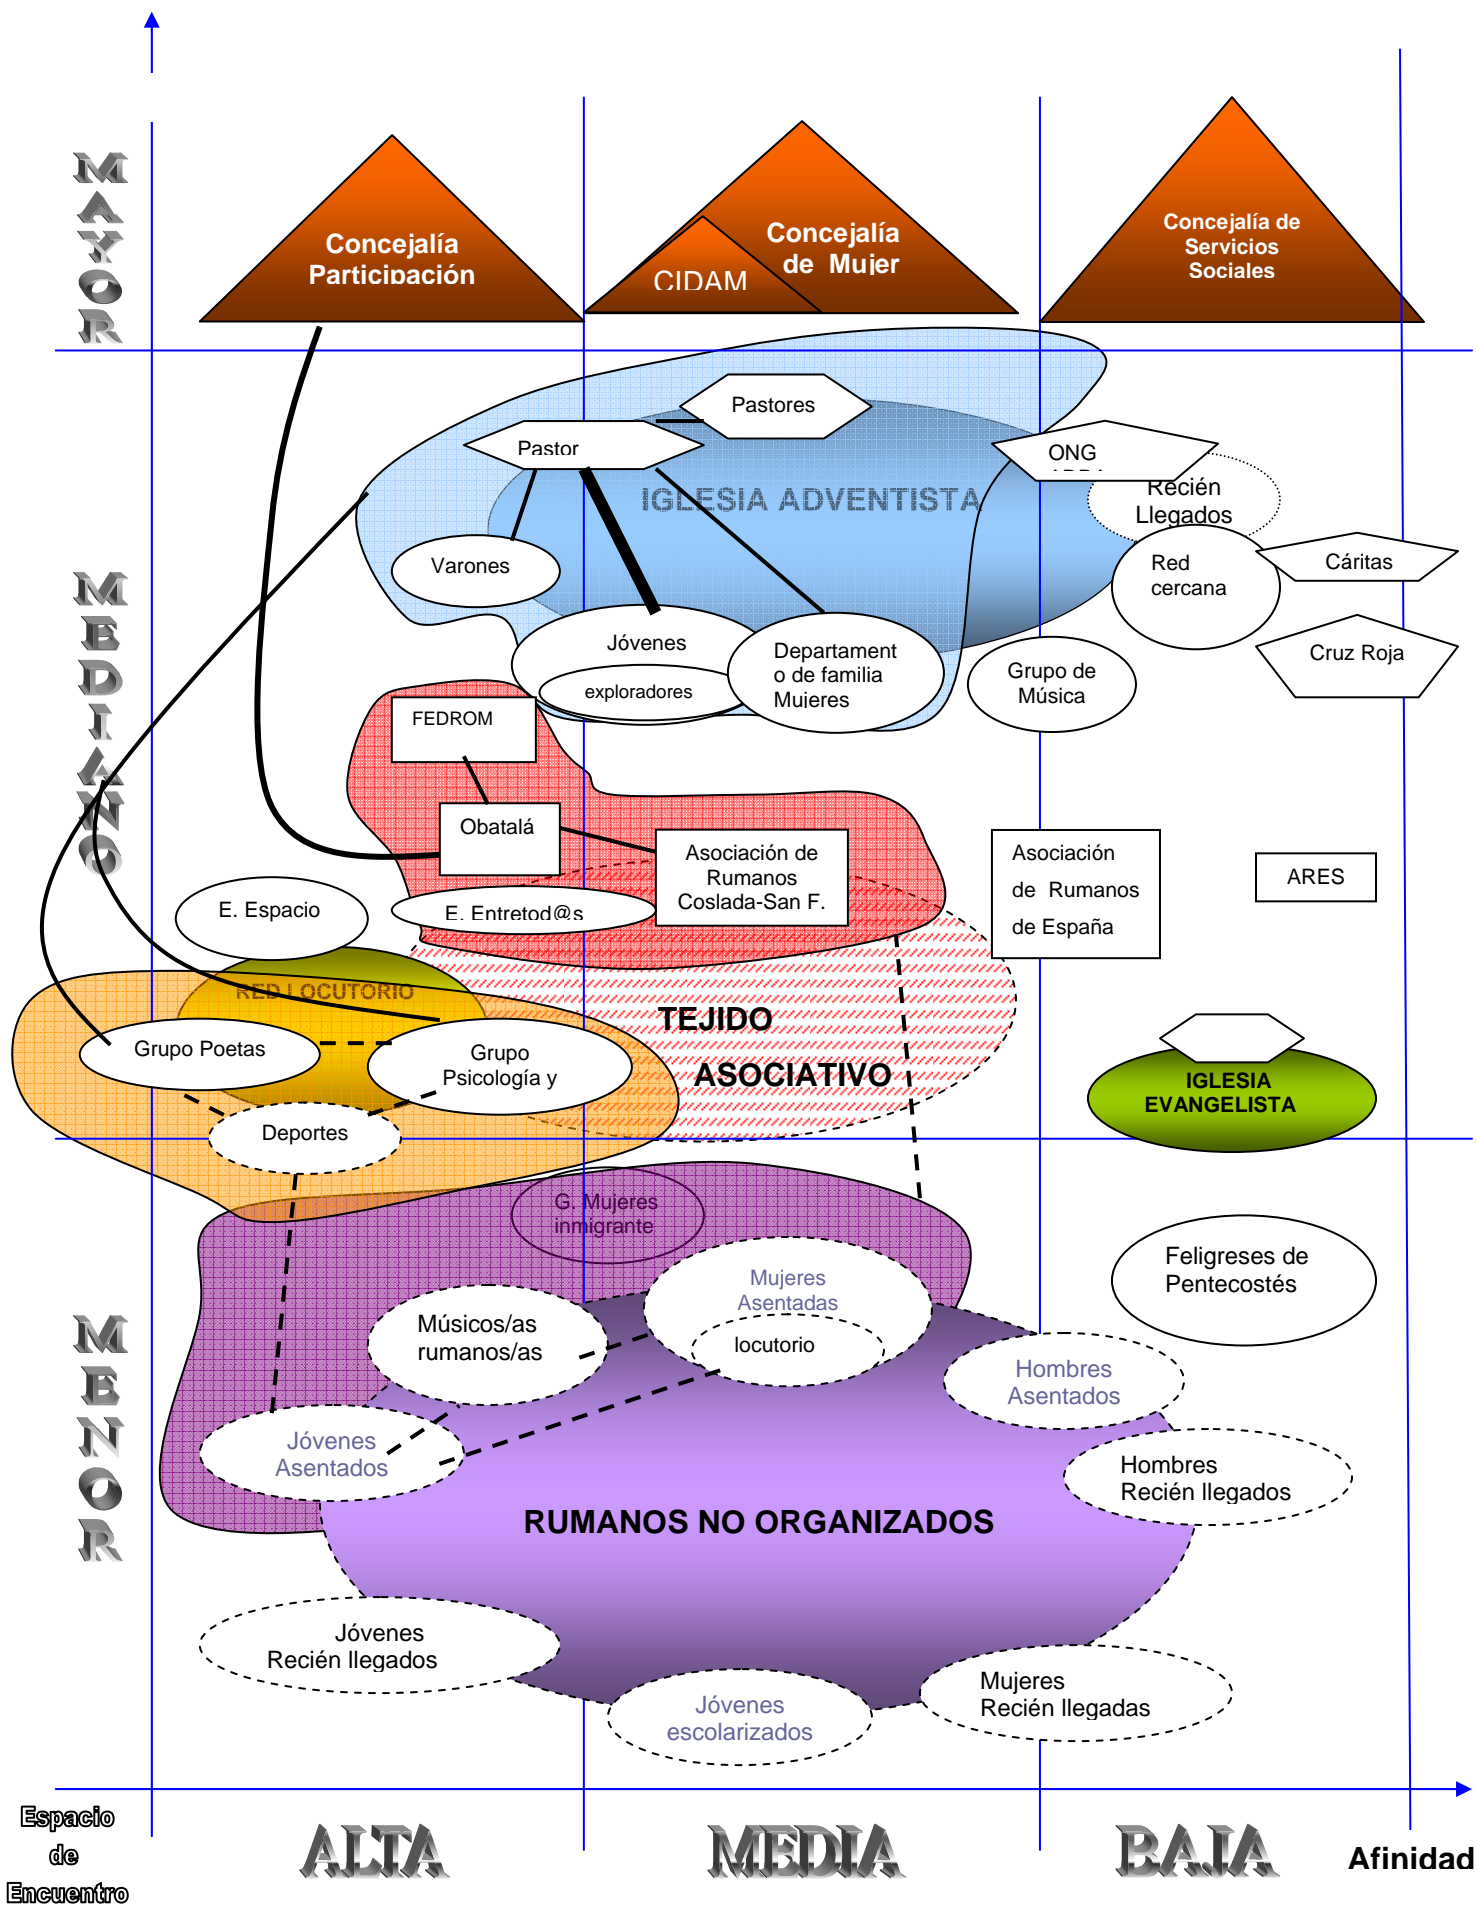 MAYOR
Concejalía
Participación
Concejalía
de Mujer
CIDAM
Concejalía de
Servicios
Sociales
MEDIANO
Pastores
Pastor
IGLESIA ADVENTISTA
ONG
Recién
Llegados
Varones
Red
cercana
Cáritas
Jóvenes
exploradores
Departament
o de familia
Mujeres
Grupo de
Música
Cruz Roja
FEDROM
Obatalá
Asociación de
Rumanos
Coslada-San F.
Asociación
de Rumanos
de España
ARES
E. Espacio
E. Entretod@s
RED LOCUTORIO
TEJIDO
ASOCIATIVO
Grupo Poetas
Grupo
Psicología y
Deportes
IGLESIA
EVANGELISTA
MENOR
G. Mujeres
inmigrante
Feligreses de
Pentecostés
Mujeres
Asentadas
locutorio
Músicos/as
rumanos/as
Hombres
Asentados
Jóvenes
Asentados
Hombres
Recién llegados
RUMANOS NO ORGANIZADOS
Jóvenes
Recién llegados
Jóvenes
escolarizados
Mujeres
Recién llegadas
Espacio
de
Encuentro
ALTA
MEDIA
BAJA
Afinidad